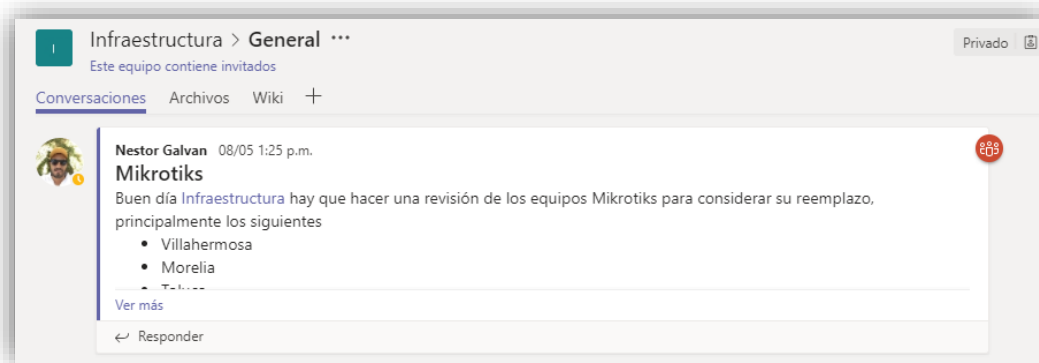 I
Infraestructura > General ···
Privado
Este equipo contiene invitados
Conversaciones Archivos Wiki +
Nestor Galvan 08/05 1:25 p.m.
Mikrotiks
Buen día Infraestructura hay que hacer una revisión de los equipos Mikrotiks para considerar su reemplazo,
principalmente los siguientes
• Villahermosa
• Morelia
Ver más
Responder